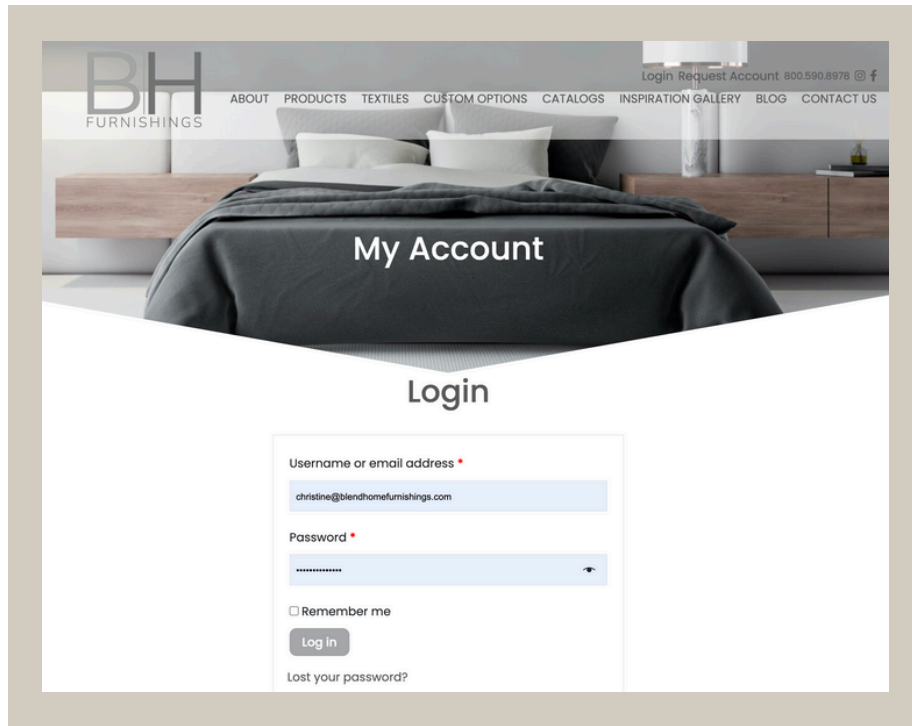 BH
FURNISHINGS
Login Request Account 800.590.8978
ABOUT PRODUCTS TEXTILES CUSTOM OPTIONS CATALOGS INSPIRATION GALLERY BLOG CONTACT US
My Account
Login
Username or email address *
christine@blendhomefurnishings.com
Password *
••••••••••••••
Remember me
Log in
Lost your password?